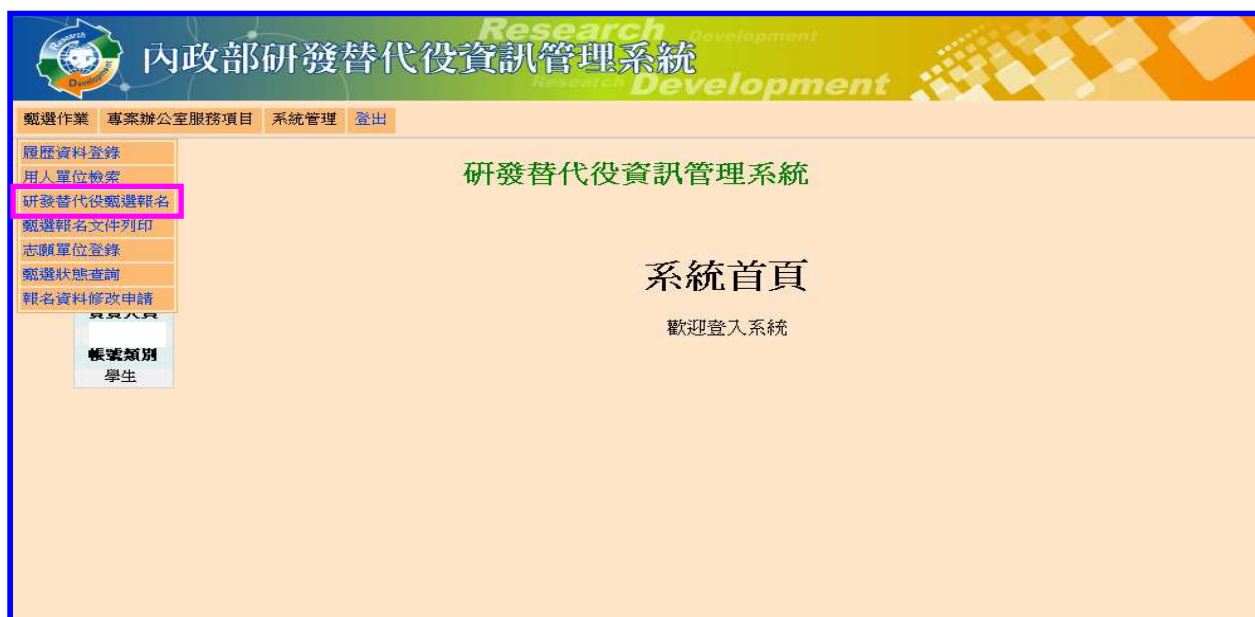 Research Development
內政部研發替代役資訊管理系統
Research Development
甄選作業 專案辦公室服務項目 系統管理 登出
履歷資料登錄
用人單位檢索
研發替代役甄選報名
甄選報名文件列印
志願單位登錄
甄選狀態查詢
報名資料修改申請
帳號類別
學生
研發替代役資訊管理系統
系統首頁
歡迎登入系統